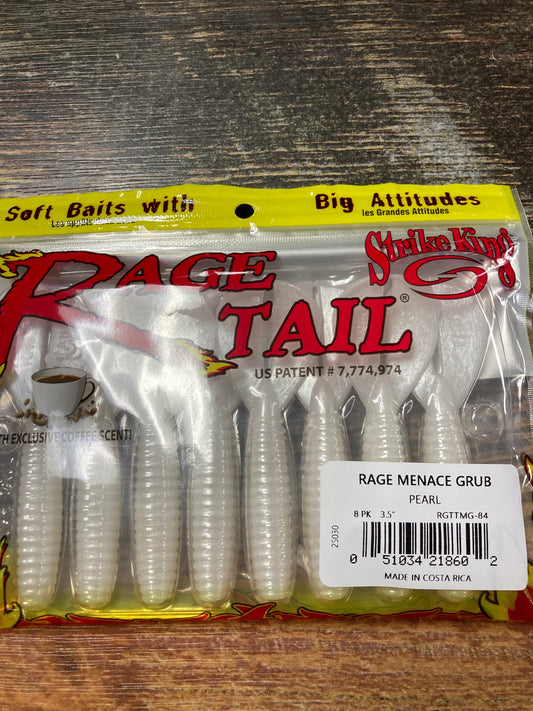 Soft Baits with Big Attitudes
les Grandes Attitudes
Strike King
RAGE
TAIL®
US PATENT # 7,774,974
TH EXCLUSIVE COFFEE SCENT!
RAGE MENACE GRUB
PEARL
8 PK 3.5" RGTTMG-84
25030
0 51034 21860 2
MADE IN COSTA RICA